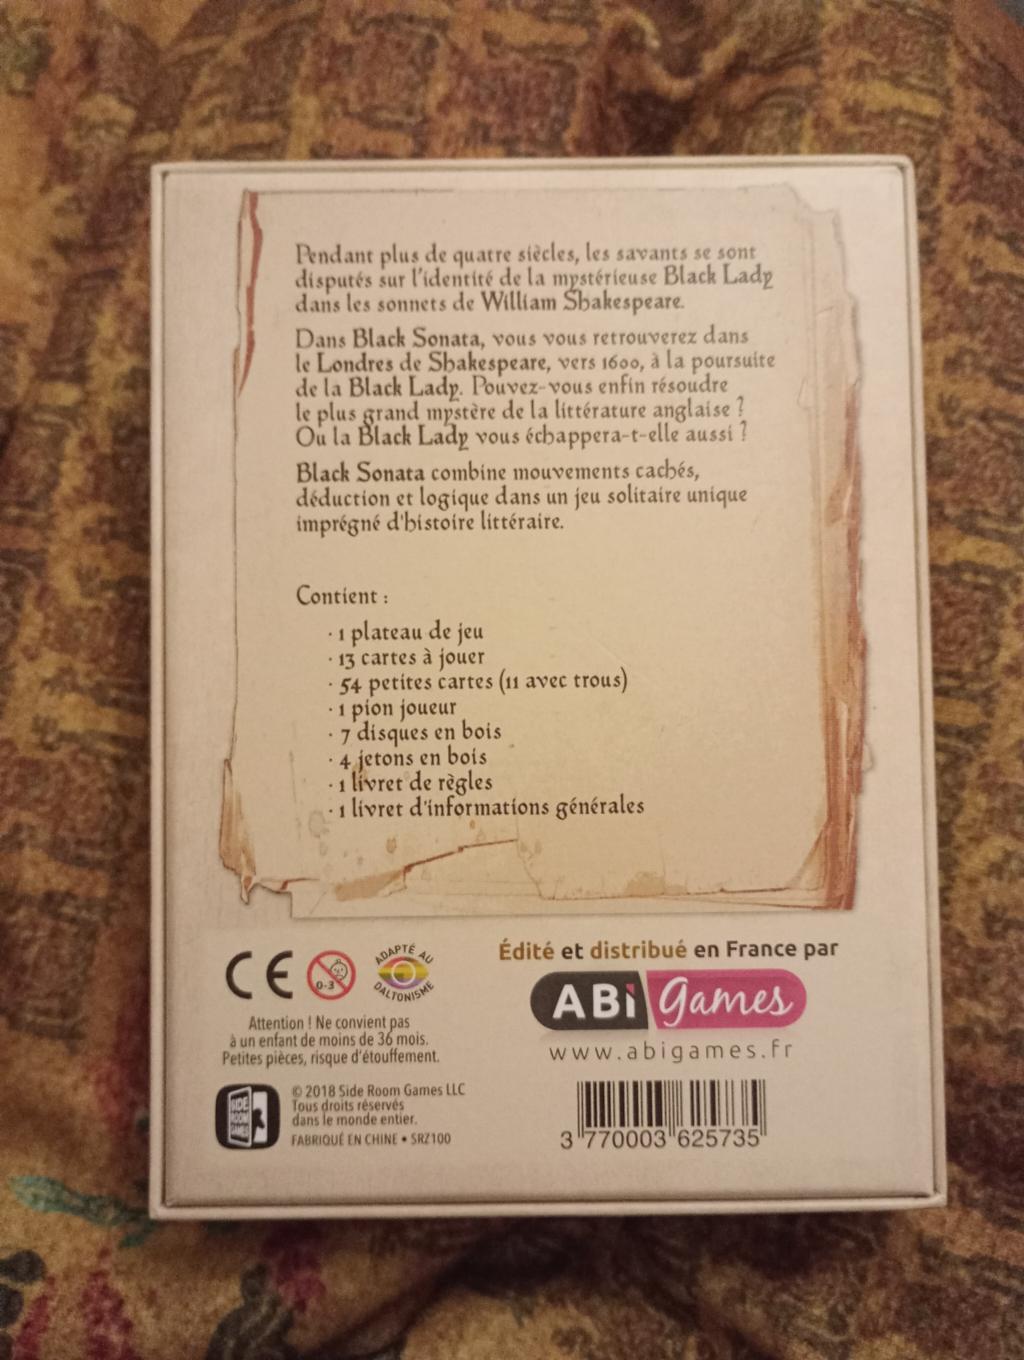 Pendant plus de quatre siècles, les savants se sont
disputés sur l'identité de la mystérieuse Black Lady
dans les sonnets de William Shakespeare.
Dans Black Sonata, vous vous retrouverez dans
le Londres de Shakespeare, vers 1600, à la poursuite
de la Black Lady. Pouvez-vous enfin résoudre
le plus grand mystère de la littérature anglaise ?
Ou la Black Lady vous échappera-t-elle aussi ?
Black Sonata combine mouvements cachés,
déduction et logique dans un jeu solitaire unique
imprégné d'histoire littéraire.
Contient :
· 1 plateau de jeu
· 13 cartes à jouer
· 54 petites cartes (11 avec trous)
· 1 pion joueur
· 7 disques en bois
· 4 jetons en bois
· 1 livret de règles
· 1 livret d'informations générales
CE
0-3
ADAPTÉ AU
DALTONISME
Attention ! Ne convient pas
à un enfant de moins de 36 mois.
Petites pièces, risque d'étouffement.
SIDE
ROOM
GAMES
© 2018 Side Room Games LLC
Tous droits réservés
dans le monde entier.
FABRIQUÉ EN CHINE • SRZ100
Édité et distribué en France par
ABi Games
www.abigames.fr
3 770003 625735